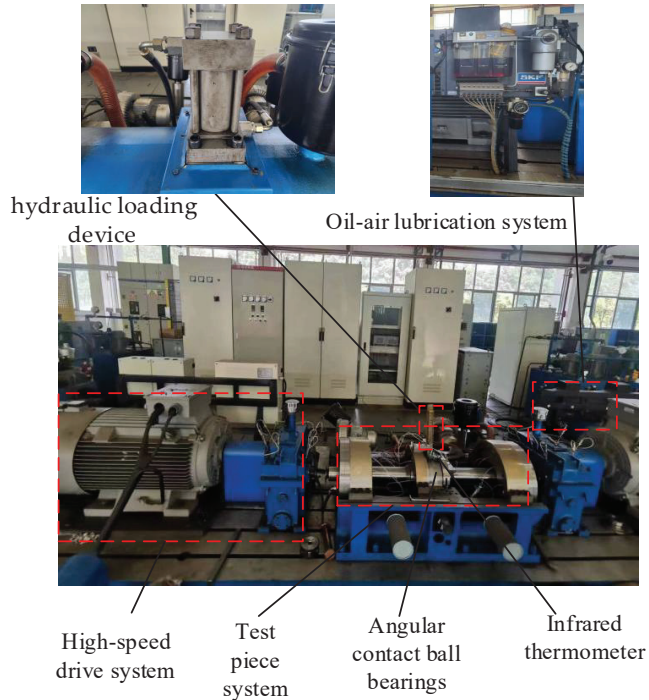 SKF
hydraulic loading
device
Oil-air lubrication system
High-speed
drive system
Test
piece
system
Angular
contact ball
bearings
Infrared
thermometer